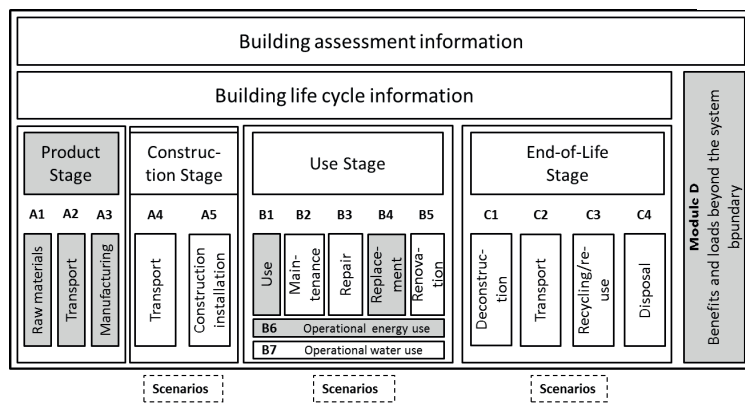 Building assessment information
Building life cycle information
Product
Stage
Construc-
tion Stage
Use Stage
End-of-Life
Stage
A1
A2
A3
A4
A5
B1
B2
B3
B4
B5
C1
C2
C3
C4
Raw materials
Transport
Manufacturing
Transport
Construction
installation
Use
Main-
tenance
Repair
Replace-
ment
Renova-
tion
B6 Operational energy use
B7 Operational water use
Deconstruc-
tion
Transport
Recycling/re-
use
Disposal
Module D
Benefits and loads beyond the system
bpundary
Scenarios
Scenarios
Scenarios